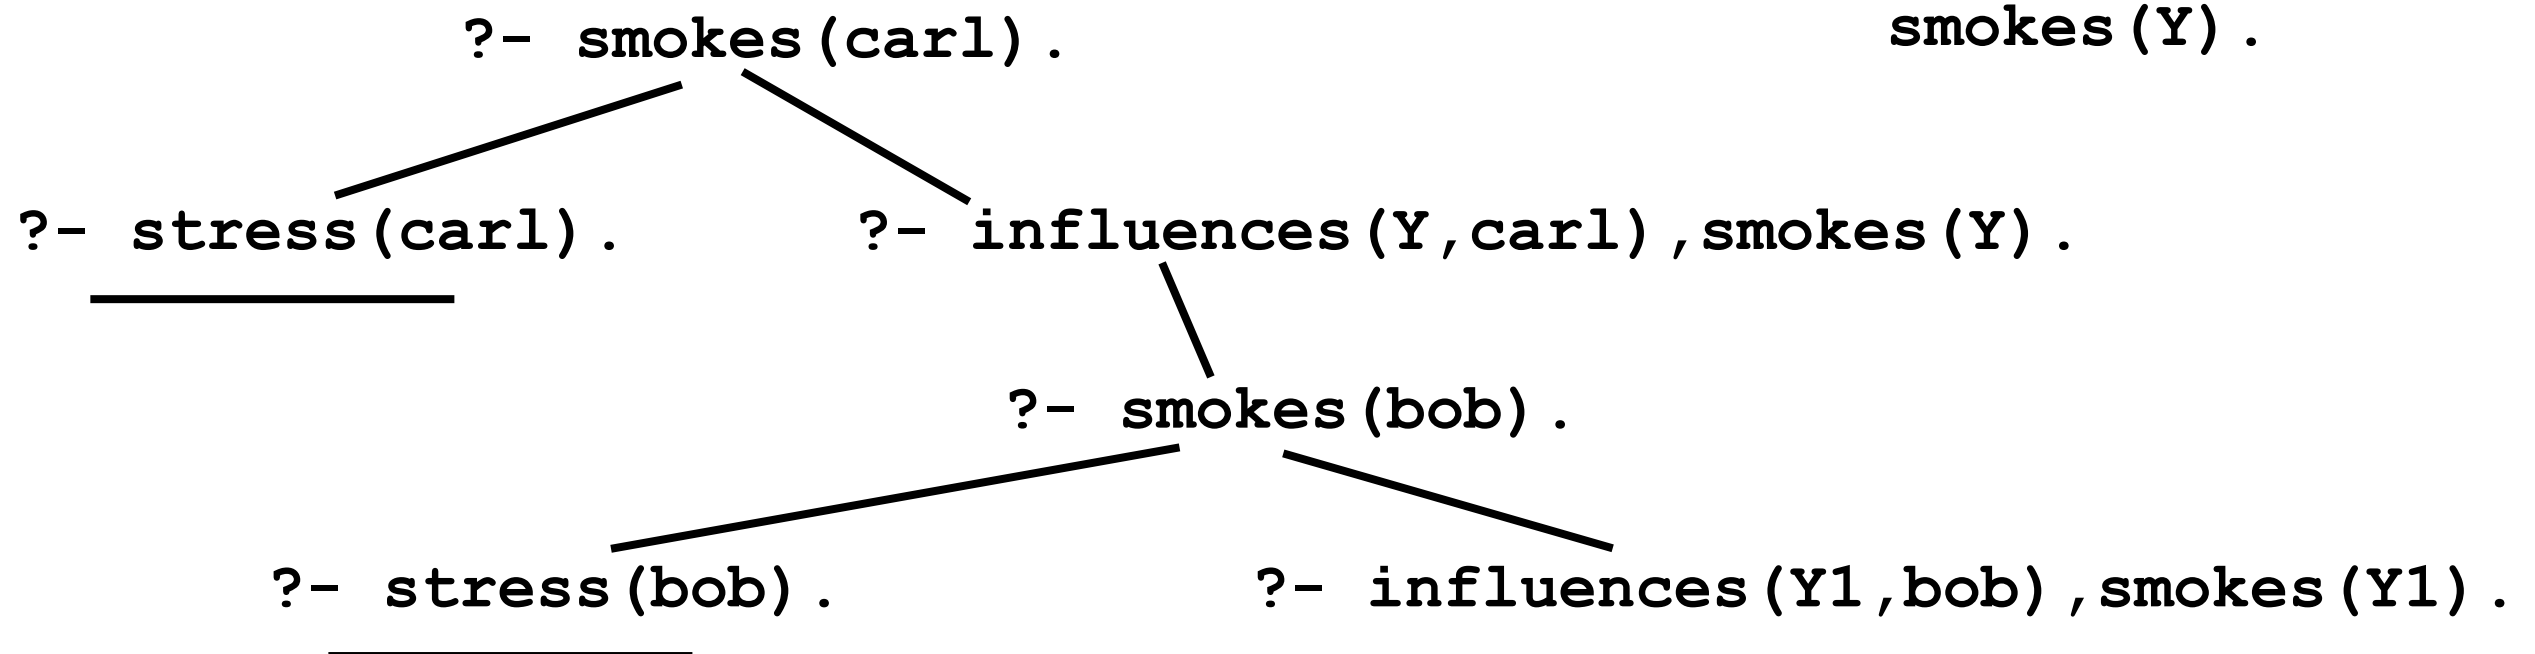 ?- smokes(carl).
smokes(Y).
?- stress(carl).
?- influences(Y,carl),smokes(Y).
?- smokes(bob).
?- stress(bob).
?- influences(Y1,bob),smokes(Y1).